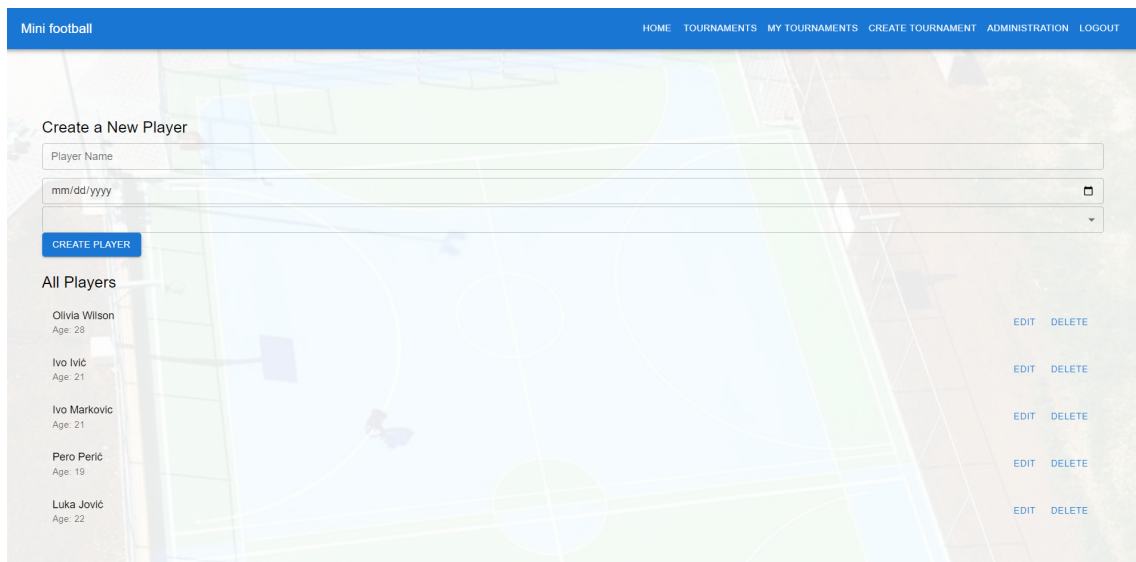 Mini football
HOME TOURNAMENTS MY TOURNAMENTS CREATE TOURNAMENT ADMINISTRATION LOGOUT
Create a New Player
Player Name
mm/dd/yyyy
CREATE PLAYER
All Players
Olivia Wilson
Age: 28
EDIT DELETE
Ivo Ivić
Age: 21
EDIT DELETE
Ivo Markovic
Age: 21
EDIT DELETE
Pero Perić
Age: 19
EDIT DELETE
Luka Jović
Age: 22
EDIT DELETE